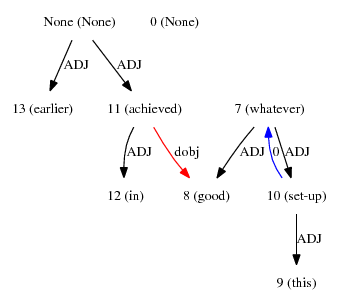 None (None) 0 (None)
ADJ ADJ
13 (earlier) 11 (achieved) 7 (whatever)
ADJ dobj ADJ 0 ADJ
12 (in) 8 (good) 10 (set-up)
ADJ
9 (this)